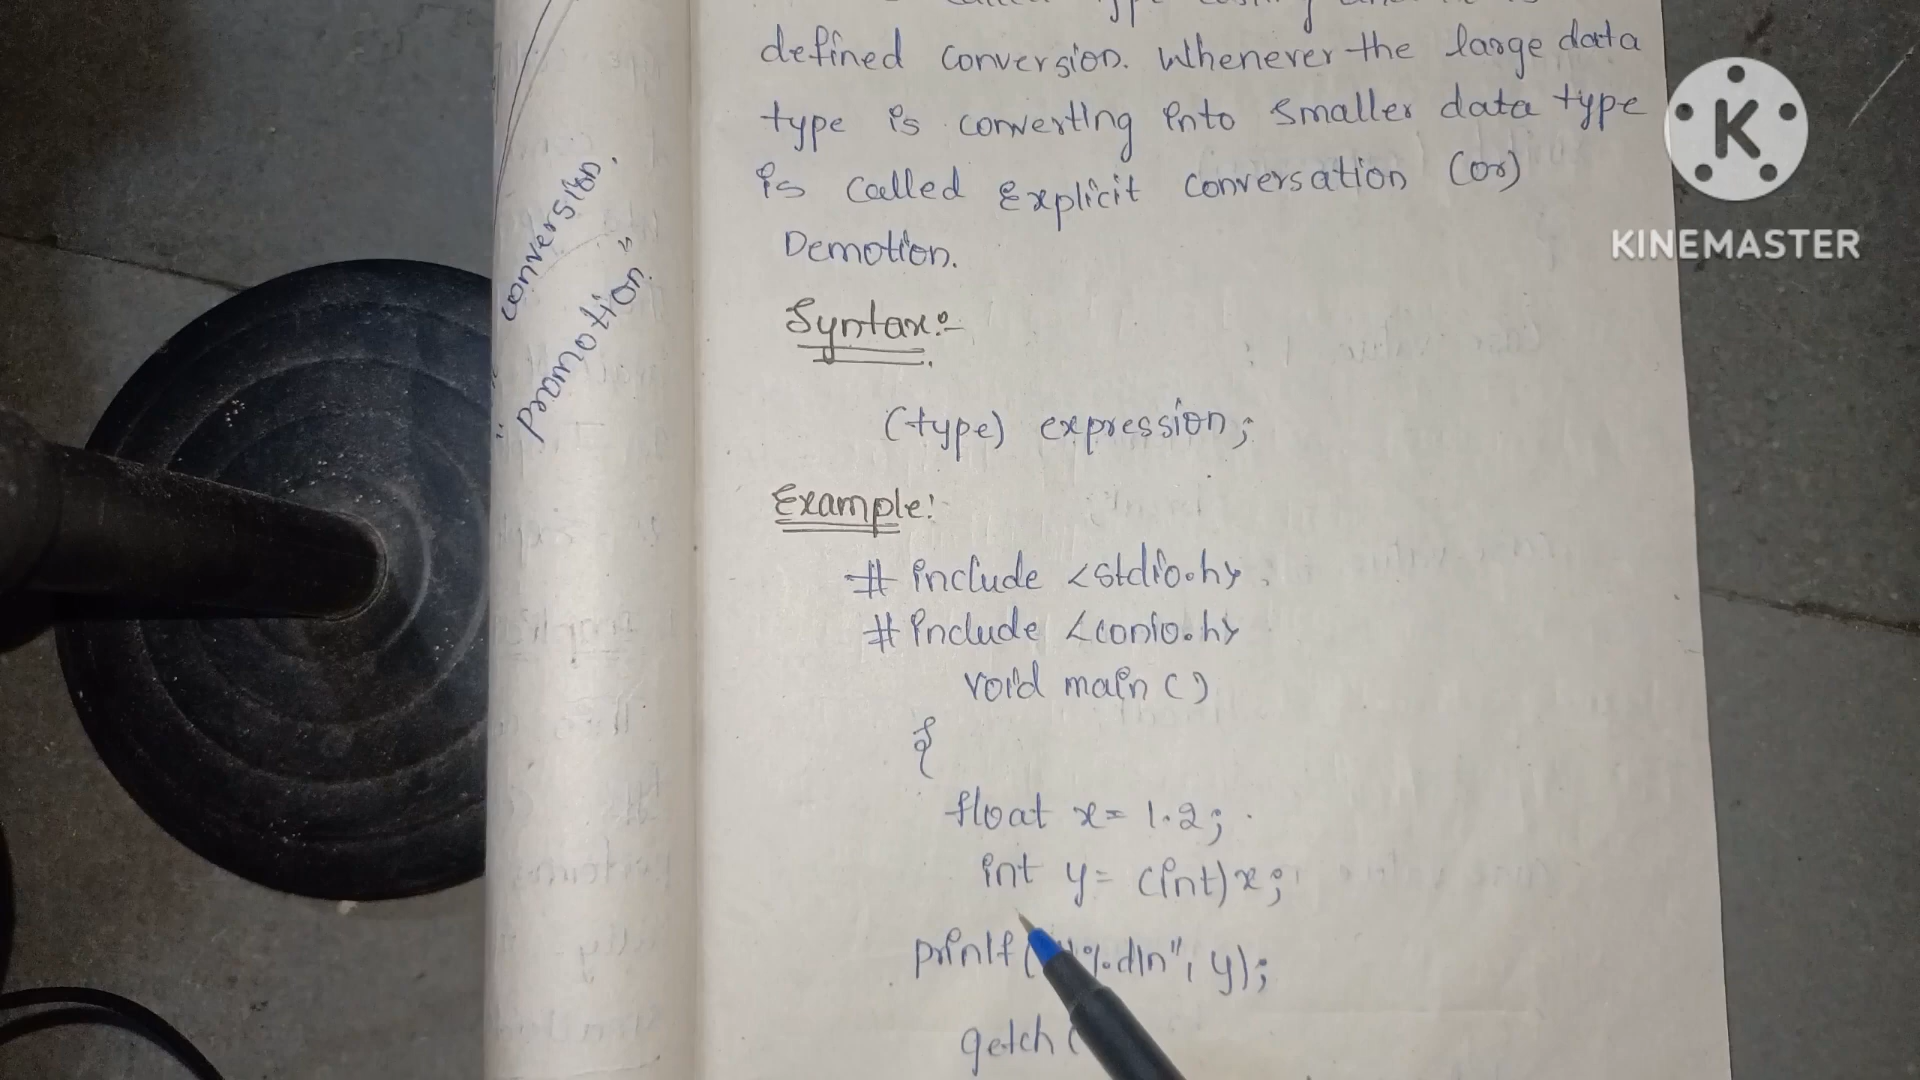 defined conversion. Whenever the large data
type is converting into smaller data type
is called Explicit conversation (or)
Demotion.
Syntax:-
(type) expression;
Example:
# include <stdio.h>
# include <conio.h>
void main ( )
{
float x= 1.2;
int y= (int)x;
printf( "%d\n", y);
getch (
conversion.
"promotion"
K
KINEMASTER